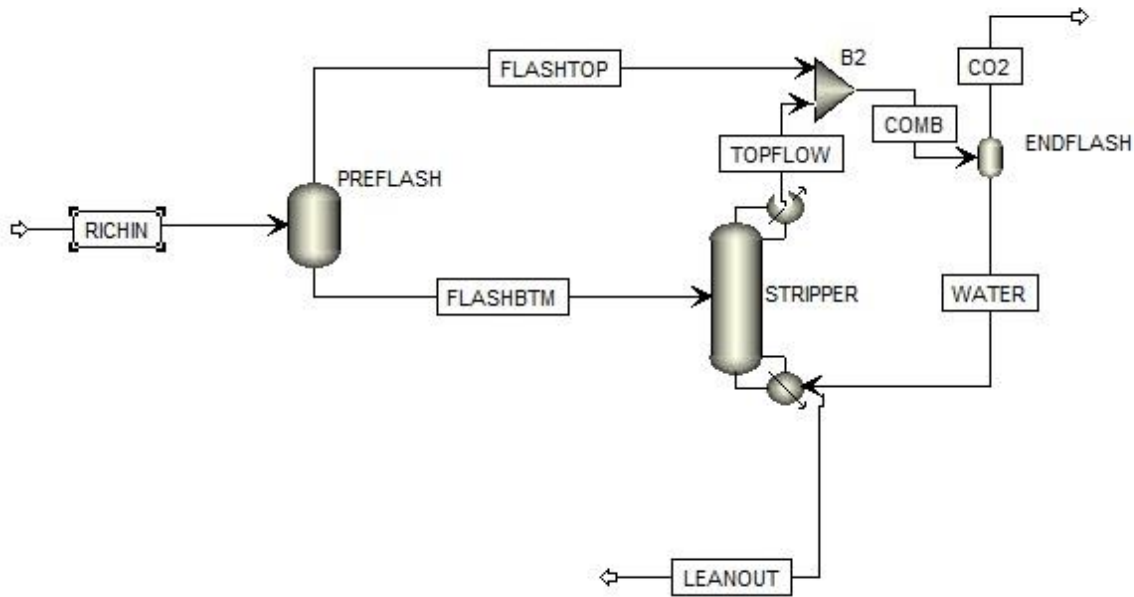 FLASHTOP
B2
CO2
COMB
ENDFLASH
TOPFLOW
PREFLASH
RICHIN
FLASHBTM
STRIPPER
WATER
LEANOUT